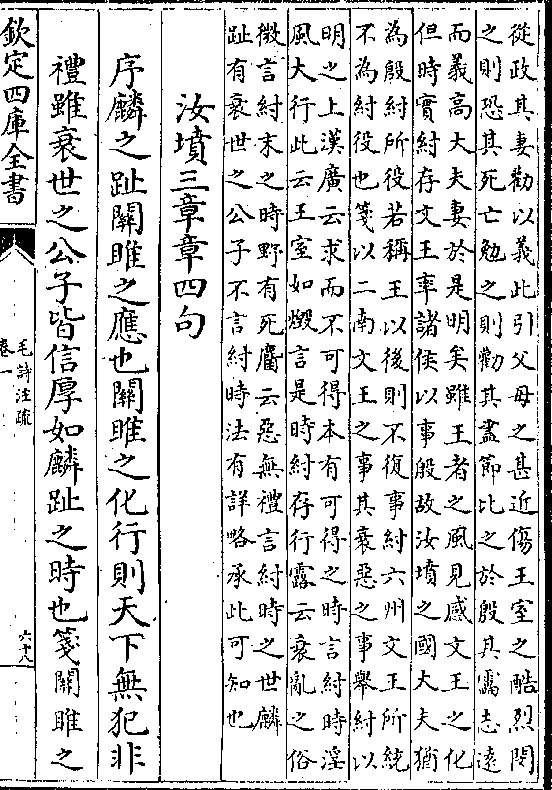 從政其妻勸以義此引父母之甚近傷王室之酷烈閔
之則恐其死亡勉之則勸其盡節比之於殷其靁志遠
而義髙大夫妻於是明矣雖王者之風見感文王之化
但時實紂存文王率諸侯以事殷故汝墳之國大夫猶
為殷紂所役若稱王以後則不復事紂六州文王所統
不為紂役也箋以二南文王之事其衰惡之事舉紂以
明之上漢廣云求而不可得本有可得之時言紂時淫
風大行此云王室如燬言是時紂存行露云衰亂之俗
微言紂末之時野有死麕云惡無禮言紂時之世麟
趾有衰世之公子不言紂時法有詳略承此可知也
汝墳三章章四句
序麟之趾關雎之應也關雎之化行則天下無犯非
禮雖衰世之公子皆信厚如麟趾之時也箋關雎之
欽定四庫全書
毛詩注疏
卷一
六十八